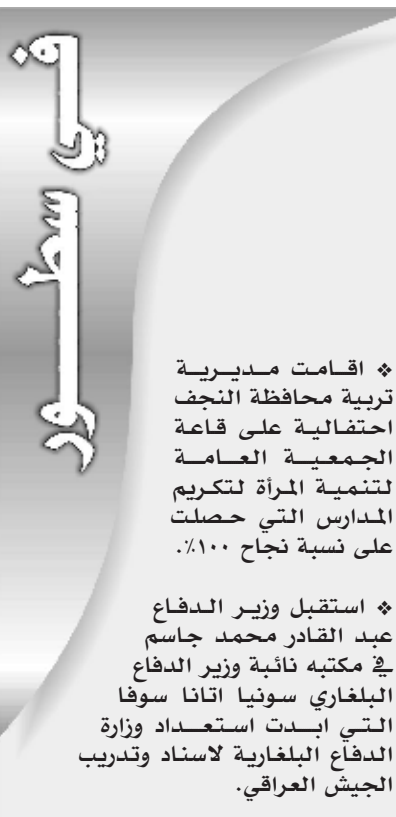 في سطور
❖ اقامت مديرية
تربية محافظة النجف
احتفالية على قاعة
الجمعية العامة
لتنمية المرأة لتكريم
المدارس التي حصلت
على نسبة نجاح ١٠٠٪.
❖ استقبل وزير الدفاع
عبد القادر محمد جاسم
في مكتبه نائبة وزير الدفاع
البلغاري سونيا اتانا سوفا
التي ابدت استعداد وزارة
الدفاع البلغارية لاسناد وتدريب
الجيش العراقي.